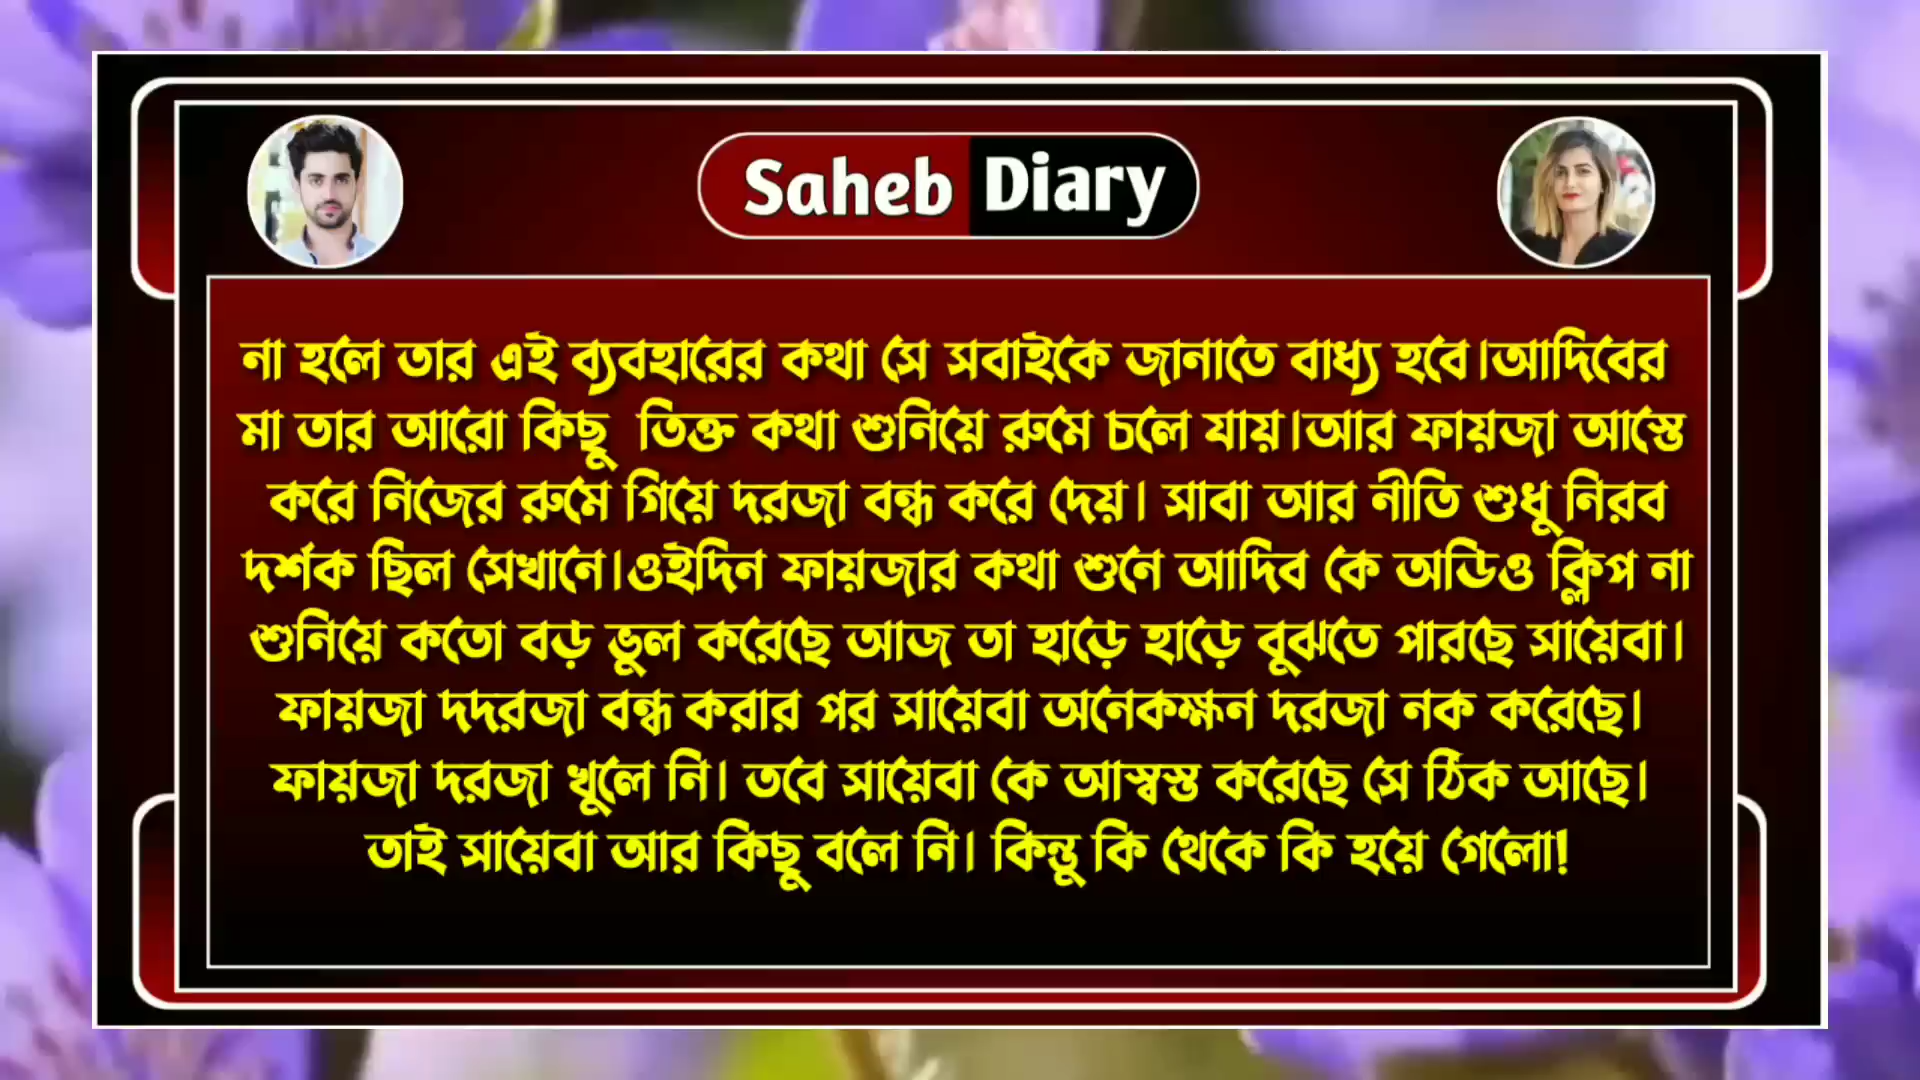 Saheb Diary
না হলে তার এই ব্যবহারের কথা সে সবাইকে জানাতে বাধ্য হবে।আদিবের
মা তার আরো কিছু তিক্ত কথা শুনিয়ে রুমে চলে যায়।আর ফায়জা আস্তে
করে নিজের রুমে গিয়ে দরজা বন্ধ করে দেয়। সাবা আর নীতি শুধু নিরব
দর্শক ছিল সেখানে।ওইদিন ফায়জার কথা শুনে আদিব কে অডিও ক্লিপ না
শুনিয়ে কতো বড় ভুল করেছে আজ তা হাড়ে হাড়ে বুঝতে পারছে সায়েবা।
ফায়জা দদরজা বন্ধ করার পর সায়েবা অনেকক্ষন দরজা নক করেছে।
ফায়জা দরজা খুলে নি। তবে সায়েবা কে আস্বস্ত করেছে সে ঠিক আছে।
তাই সায়েবা আর কিছু বলে নি। কিন্তু কি থেকে কি হয়ে গেলো!